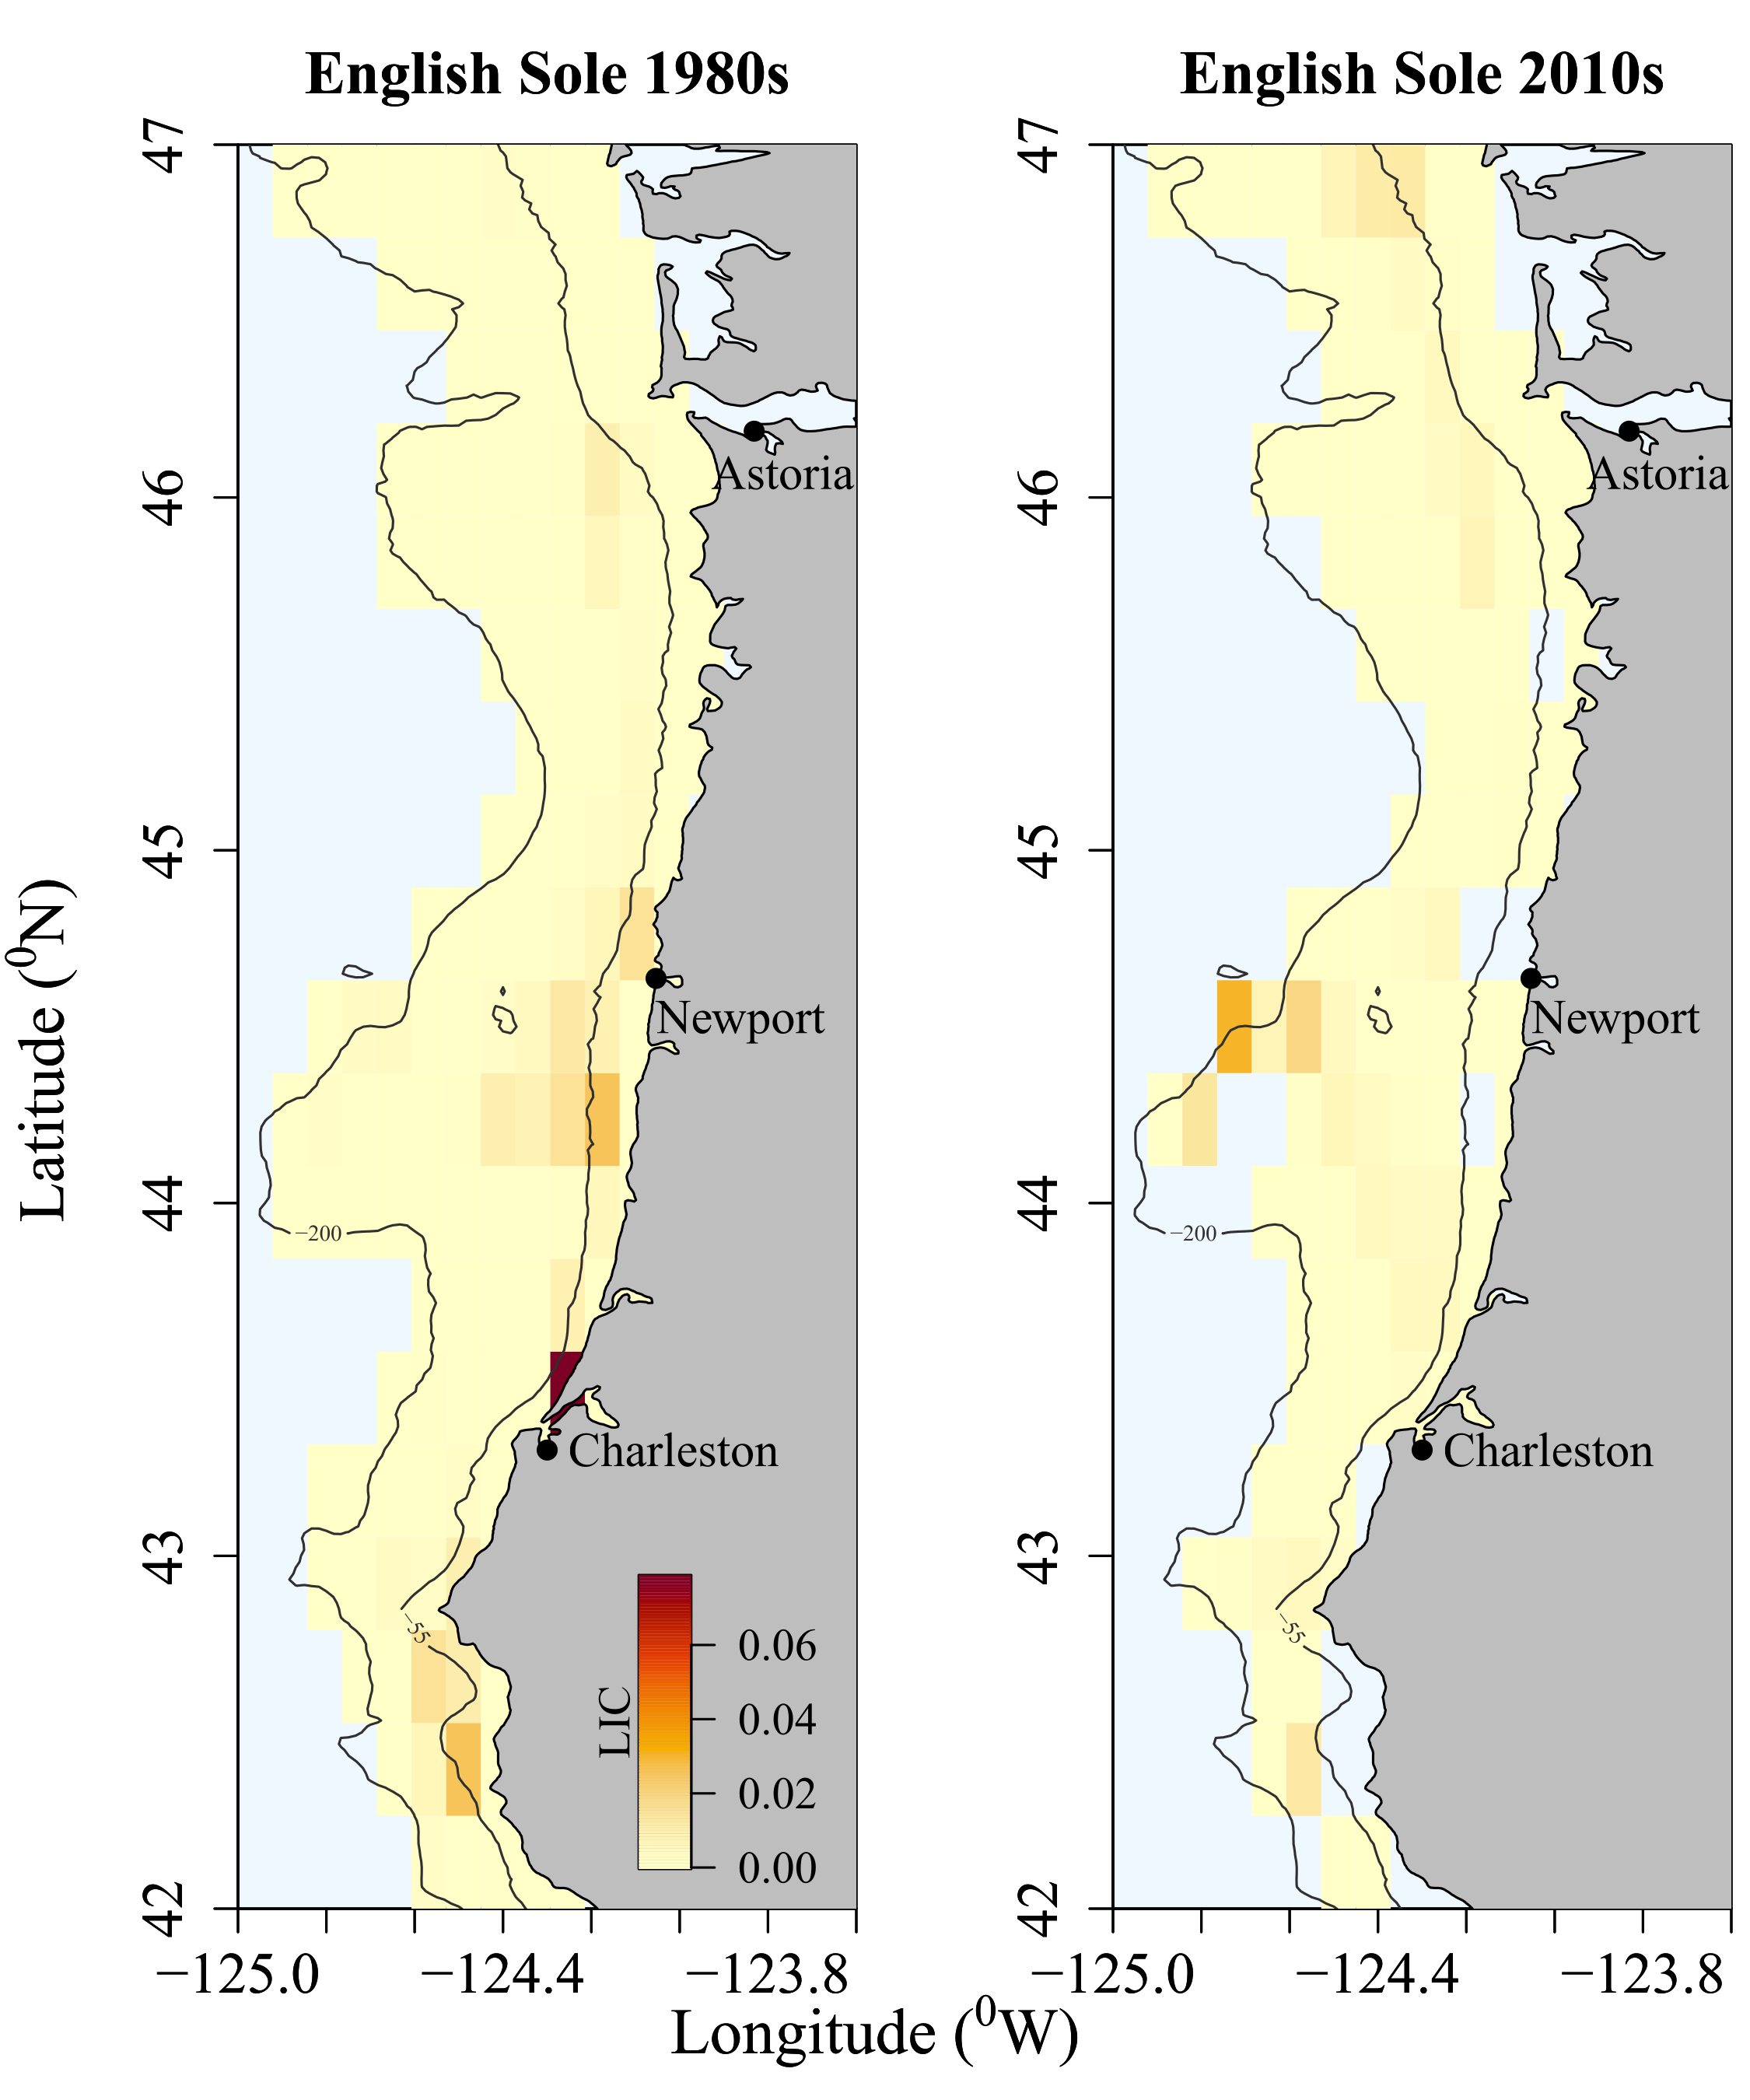 English Sole 1980s
English Sole 2010s
Latitude (⁰N)
47
46
45
44
43
42
Astoria
Newport
Charleston
−200
−55
LIC
0.06
0.04
0.02
0.00
−125.0
−124.4
−123.8
47
46
45
44
43
42
Astoria
Newport
Charleston
−200
−55
−125.0
−124.4
−123.8
Longitude (⁰W)